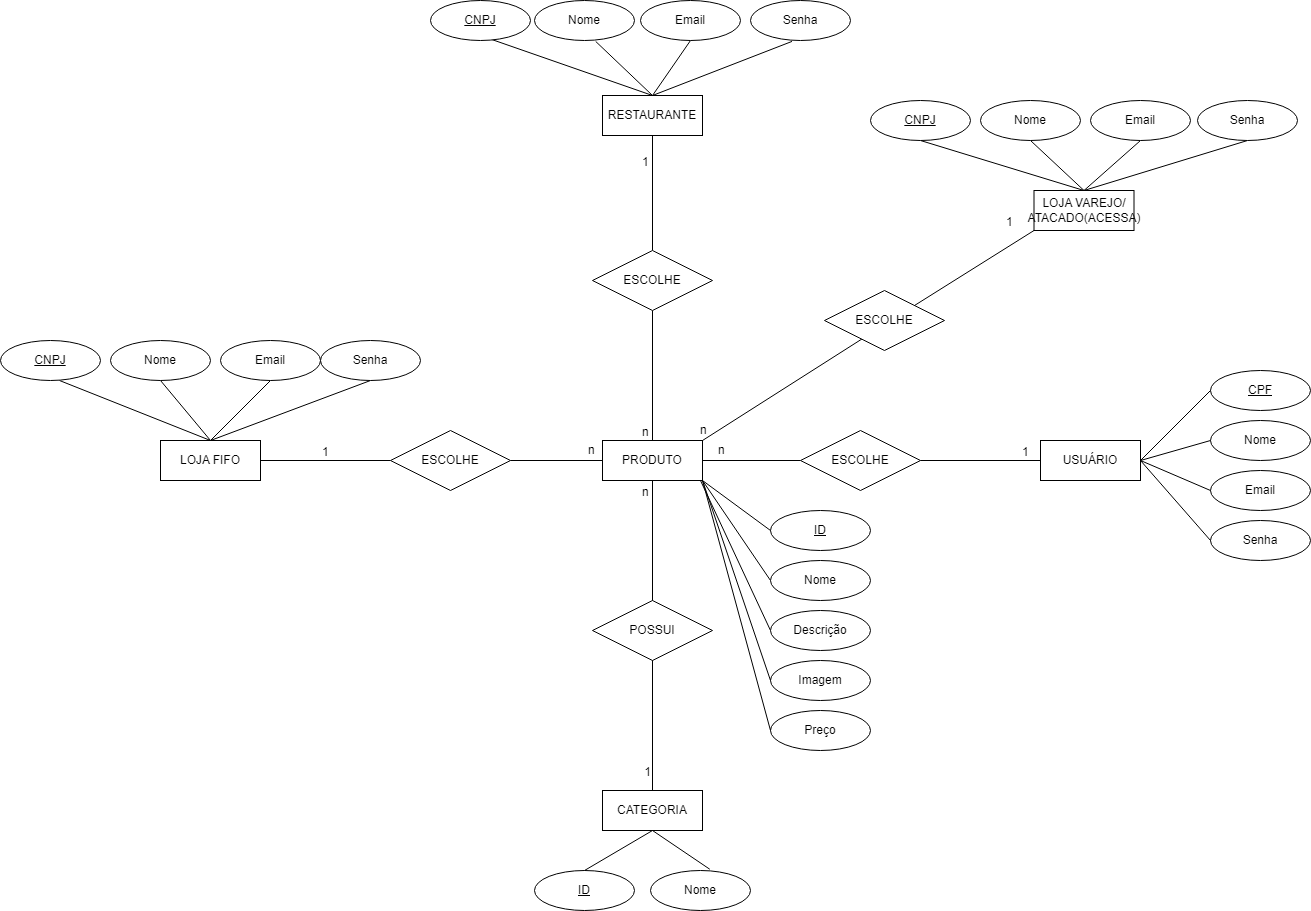 CNPJ
Nome
Email
Senha
RESTAURANTE
1
ESCOLHE
n
CNPJ
Nome
Email
Senha
LOJA VAREJO/
ATACADO(ACESSA)
1
ESCOLHE
n
CNPJ
Nome
Email
Senha
LOJA FIFO
1
ESCOLHE
n
PRODUTO
n
ESCOLHE
1
USUÁRIO
CPF
Nome
Email
Senha
ID
Nome
Descrição
Imagem
Preço
n
POSSUI
1
CATEGORIA
ID
Nome